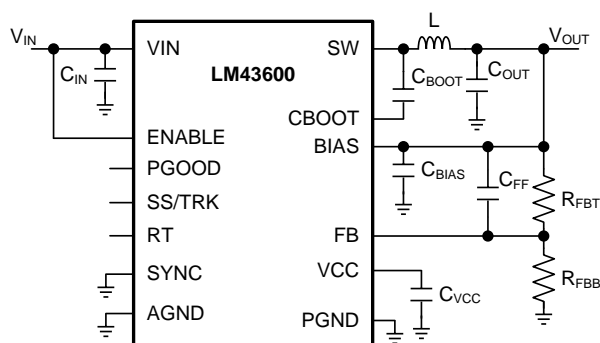 L
VIN
VIN
SW
VOUT
CIN
LM43600
CBOOT
COUT
CBOOT
ENABLE
BIAS
PGOOD
CBIAS
CFF
RFBT
SS/TRK
RT
FB
SYNC
VCC
RFBB
CVCC
AGND
PGND